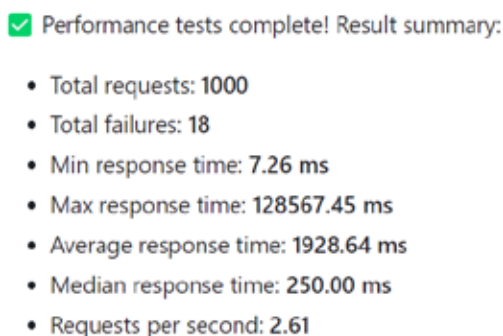 ✅ Performance tests complete! Result summary:
• Total requests: 1000
• Total failures: 18
• Min response time: 7.26 ms
• Max response time: 128567.45 ms
• Average response time: 1928.64 ms
• Median response time: 250.00 ms
• Requests per second: 2.61